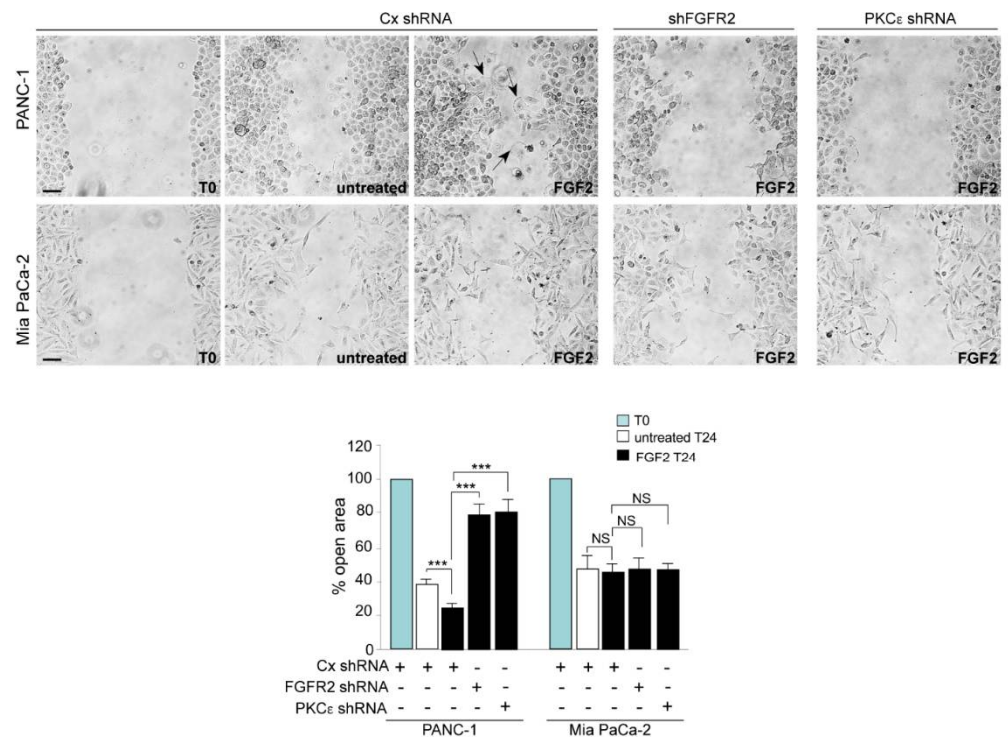 Cx shRNA shFGFR2 PKCε shRNA
PANC-1
T0 untreated FGF2 FGF2 FGF2
Mia PaCa-2
T0 untreated FGF2 FGF2 FGF2
T0
untreated T24
FGF2 T24
% open area
120
100
80
60
40
20
0
*** *** ***
NS NS NS
Cx shRNA + + + - - + + + - -
FGFR2 shRNA - - - + - - - - + -
PKCε shRNA - - - - + - - - - +
PANC-1 Mia PaCa-2